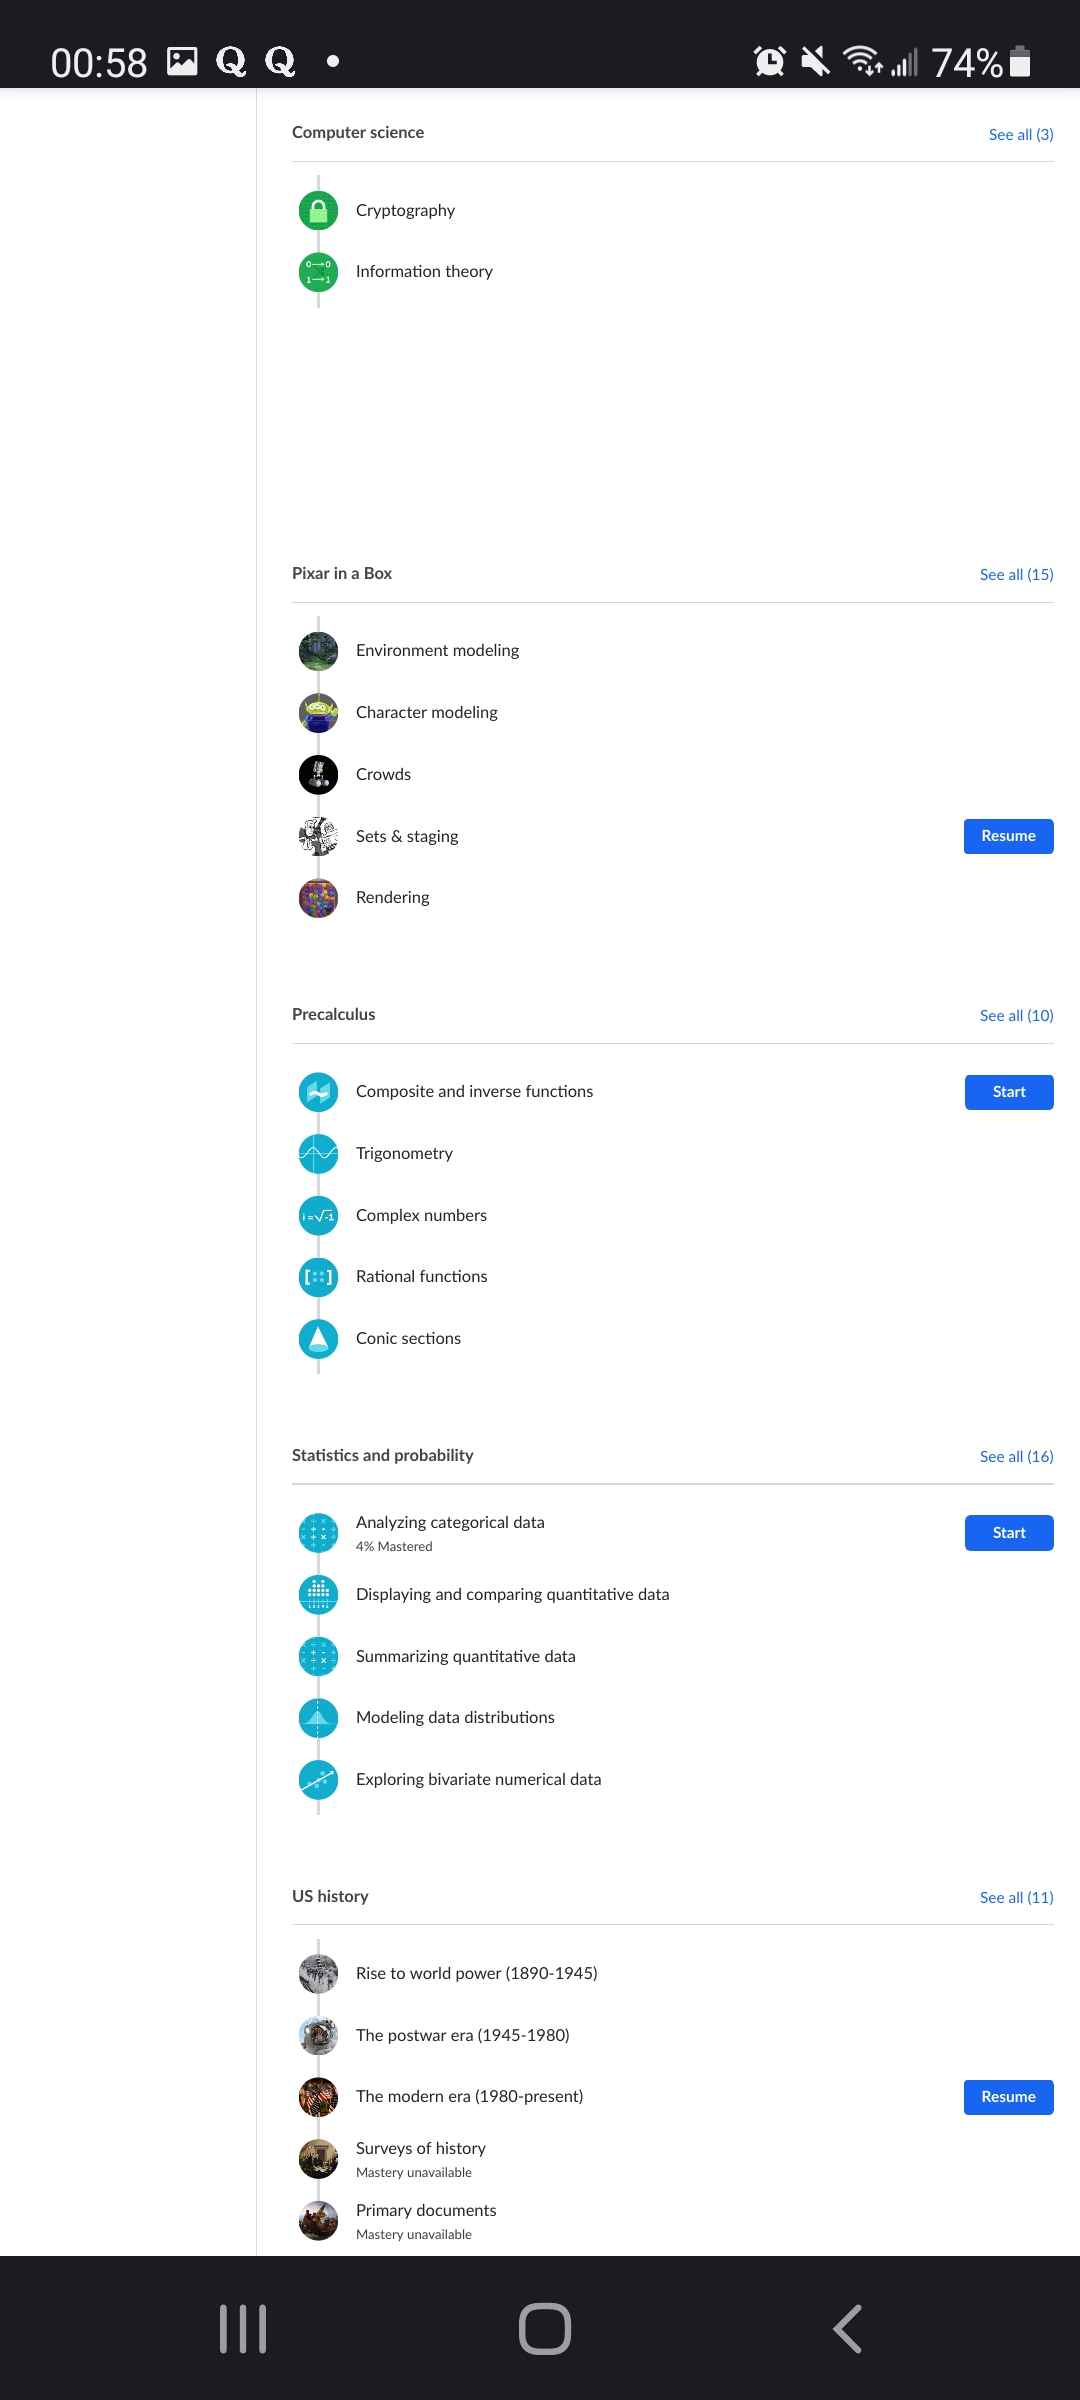 00:58 Q Q 74%
Computer science See all (3)
Cryptography
Information theory
Pixar in a Box See all (15)
Environment modeling
Character modeling
Crowds
Sets & staging Resume
Rendering
Precalculus See all (10)
Composite and inverse functions Start
Trigonometry
i=√-1 Complex numbers
Rational functions
Conic sections
Statistics and probability See all (16)
Analyzing categorical data Start
4% Mastered
Displaying and comparing quantitative data
Summarizing quantitative data
Modeling data distributions
Exploring bivariate numerical data
US history See all (11)
Rise to world power (1890-1945)
The postwar era (1945-1980)
The modern era (1980-present) Resume
Surveys of history
Mastery unavailable
Primary documents
Mastery unavailable